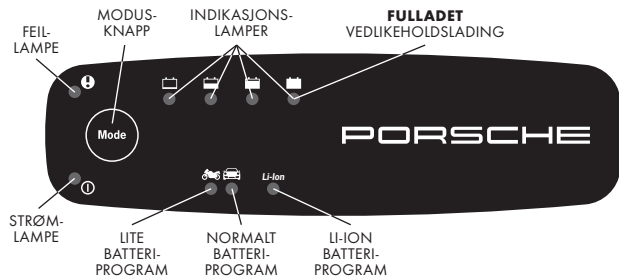 FEIL-
LAMPE
MODUS-
KNAPP
INDIKASJONS-
LAMPER
FULLADET
VEDLIKEHOLDSLADING
Mode
PORSCHE
Li-Ion
STRØM-
LAMPE
LITE
BATTERI-
PROGRAM
NORMALT
BATTERI-
PROGRAM
LI-ION
BATTERI-
PROGRAM